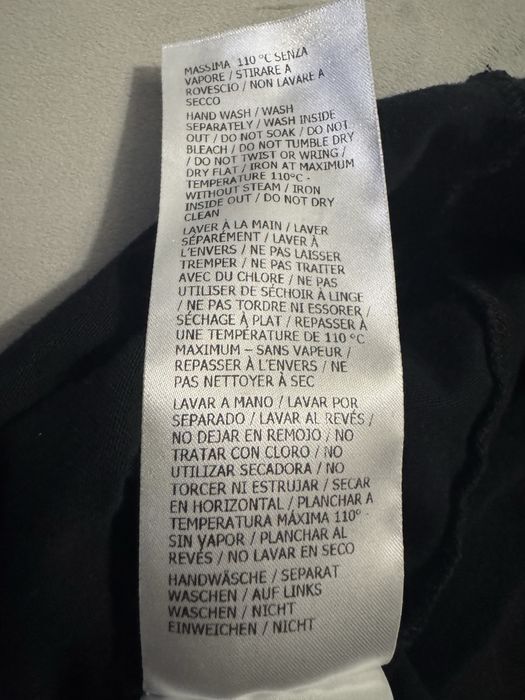 MASSIMA 110 °C SENZA
VAPORE / STIRARE A
ROVESCIO / NON LAVARE A
SECCO
HAND WASH / WASH
SEPARATELY / WASH INSIDE
OUT / DO NOT SOAK / DO NOT
BLEACH / DO NOT TUMBLE DRY
/ DO NOT TWIST OR WRING /
DRY FLAT / IRON AT MAXIMUM
TEMPERATURE 110°C -
WITHOUT STEAM / IRON
INSIDE OUT / DO NOT DRY
CLEAN
LAVER À LA MAIN / LAVER
SÉPARÉMENT / LAVER À
L'ENVERS / NE PAS LAISSER
TREMPER / NE PAS TRAITER
AVEC DU CHLORE / NE PAS
UTILISER DE SÉCHOIR À LINGE
/ NE PAS TORDRE NI ESSORER /
SÉCHAGE À PLAT / REPASSER À
UNE TEMPÉRATURE DE 110 °C
MAXIMUM – SANS VAPEUR /
REPASSER À L'ENVERS / NE
PAS NETTOYER À SEC
LAVAR A MANO / LAVAR POR
SEPARADO / LAVAR AL REVÉS /
NO DEJAR EN REMOJO / NO
TRATAR CON CLORO / NO
UTILIZAR SECADORA / NO
TORCER NI ESTRUJAR / SECAR
EN HORIZONTAL / PLANCHAR A
TEMPERATURA MÁXIMA 110° -
SIN VAPOR / PLANCHAR AL
REVÉS / NO LAVAR EN SECO
HANDWÄSCHE / SEPARAT
WASCHEN / AUF LINKS
WASCHEN / NICHT
EINWEICHEN / NICHT